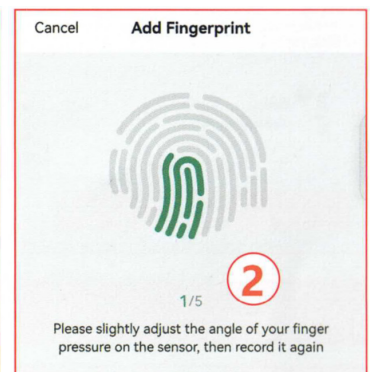 Cancel Add Fingerprint
1/5
2
Please slightly adjust the angle of your finger
pressure on the sensor, then record it again